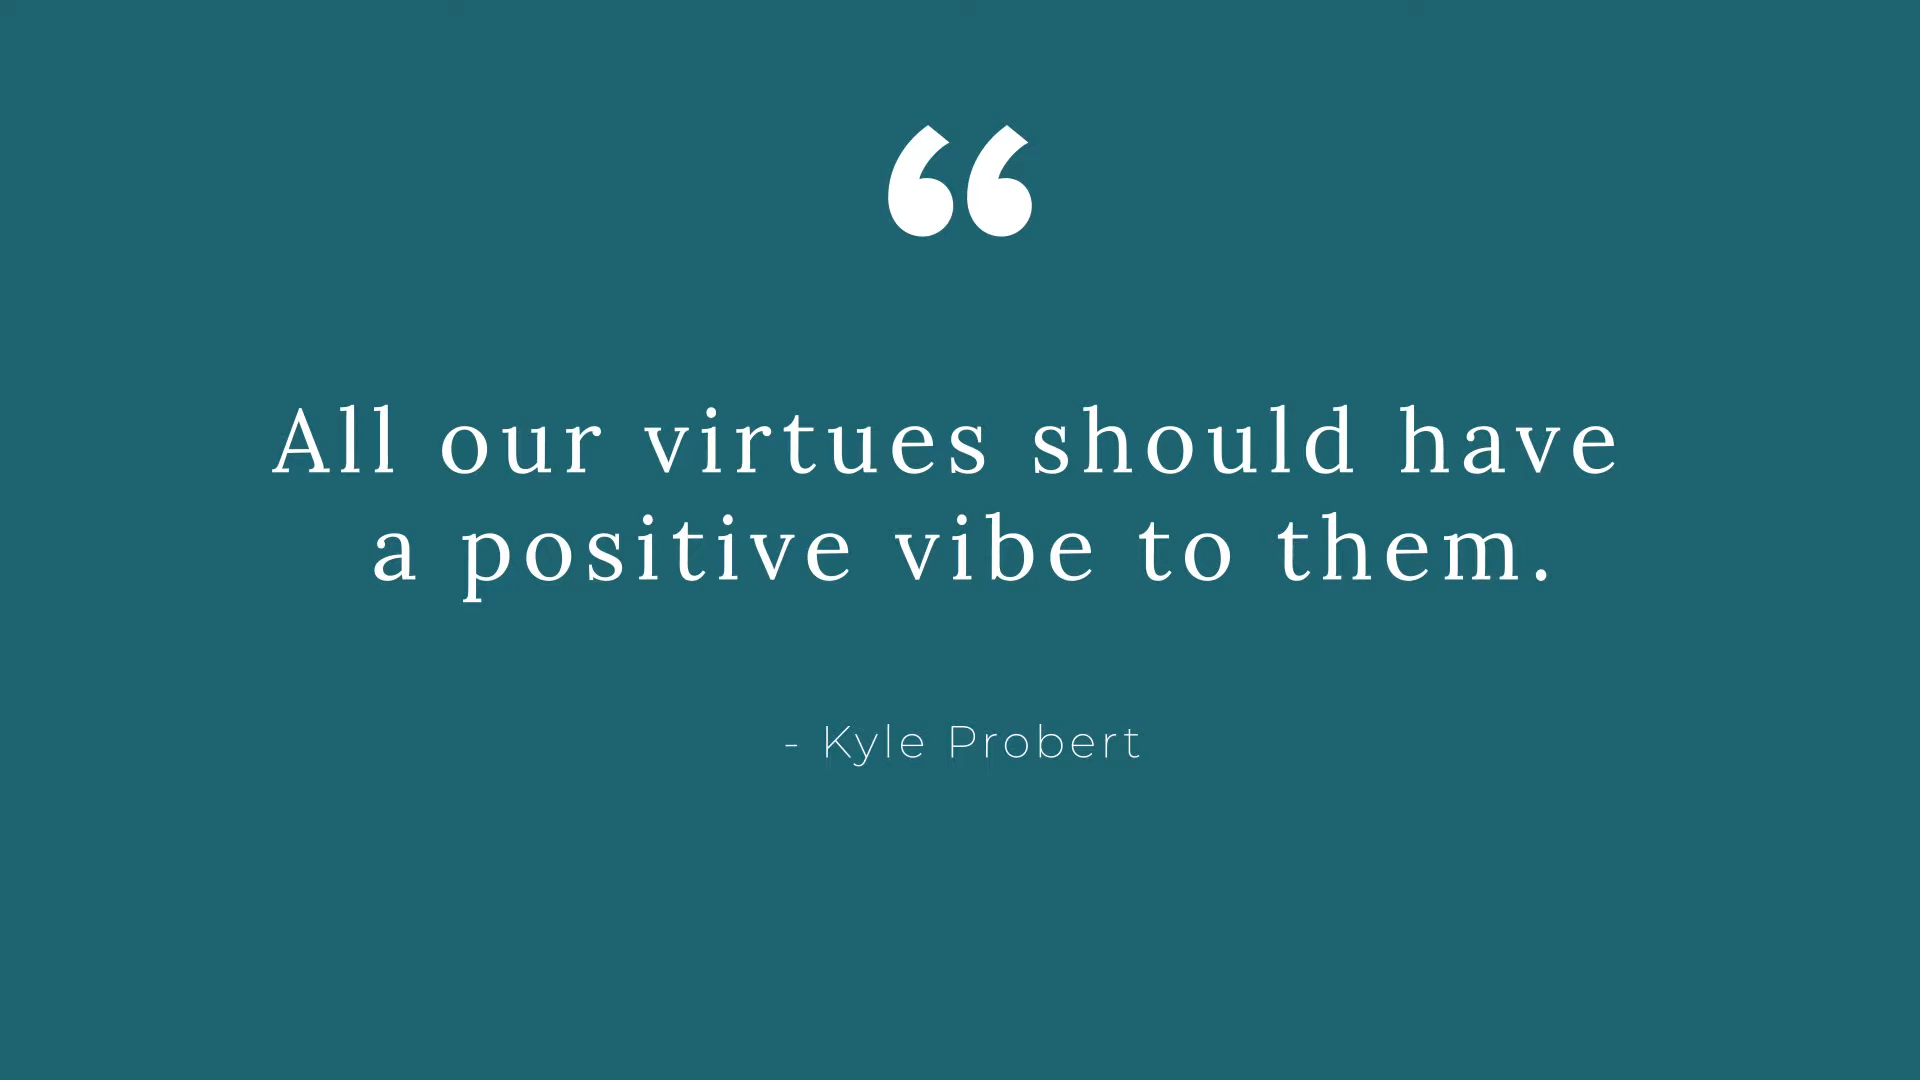 “
All our virtues should have
a positive vibe to them.
- Kyle Probert